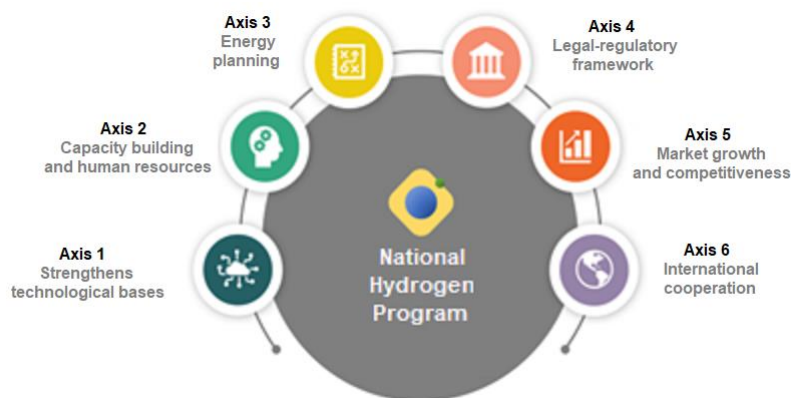 Axis 1
Strengthens
technological bases
Axis 2
Capacity building
and human resources
Axis 3
Energy
planning
Axis 4
Legal-regulatory
framework
Axis 5
Market growth
and competitiveness
Axis 6
International
cooperation
National
Hydrogen
Program